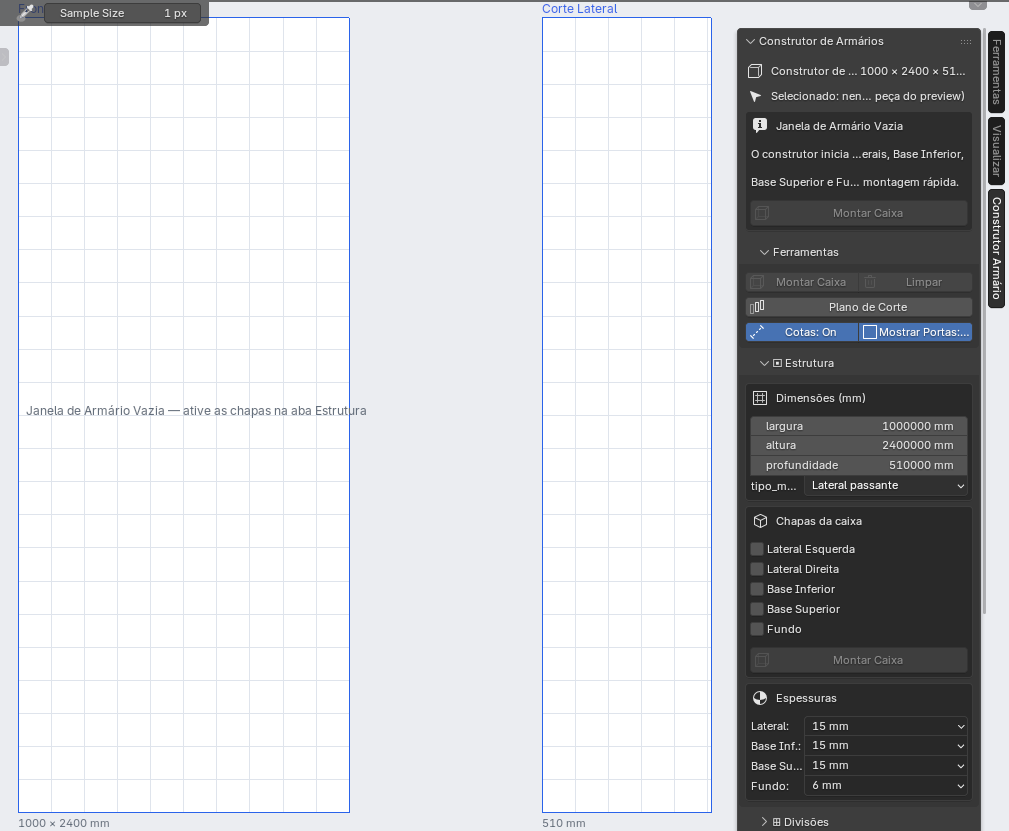 Sample Size 1 px
Corte Lateral
Janela de Armário Vazia — ative as chapas na aba Estrutura
1000 × 2400 mm
510 mm
Construtor de Armários
Construtor de ... 1000 × 2400 × 51...
Selecionado: nen... peça do preview)
Janela de Armário Vazia
O construtor inicia ...erais, Base Inferior,
Base Superior e Fu... montagem rápida.
Montar Caixa
Ferramentas
Montar Caixa Limpar
Plano de Corte
Cotas: On Mostrar Portas:...
Estrutura
Dimensões (mm)
largura 1000000 mm
altura 2400000 mm
profundidade 510000 mm
tipo_m... Lateral passante
Chapas da caixa
Lateral Esquerda
Lateral Direita
Base Inferior
Base Superior
Fundo
Montar Caixa
Espessuras
Lateral: 15 mm
Base Inf.: 15 mm
Base Su... 15 mm
Fundo: 6 mm
Divisões
Ferramentas
Visualizar
Construtor Armário